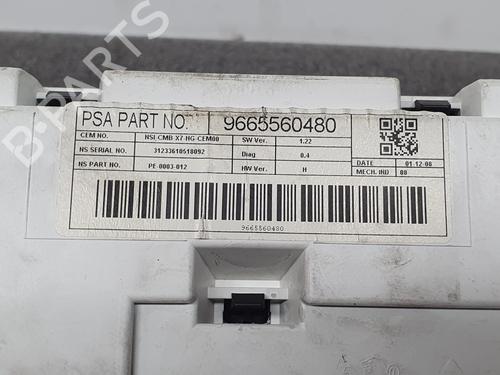 PSA PART NO. 9665560480
CEM NO. NSI CMB X7-HG-CEM00 SW Ver. 1.22
NS SERIAL NO. 31233610518092 Diag 0.4 DATE 01-12-08
NS PART NO. PE-0003-012 HW Ver. H MECH. IND 00
9665560480
B-PARTS